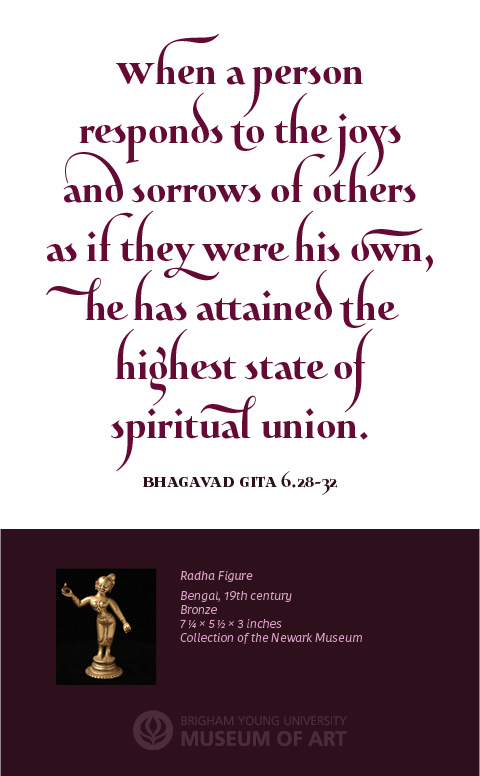 When a person
responds to the joys
and sorrows of others
as if they were his own,
he has attained the
highest state of
spiritual union.
BHAGAVAD GITA 6.28-32
Radha Figure
Bengal, 19th century
Bronze
7 ¼ × 5 ½ × 3 inches
Collection of the Newark Museum
BRIGHAM YOUNG UNIVERSITY
MUSEUM OF ART